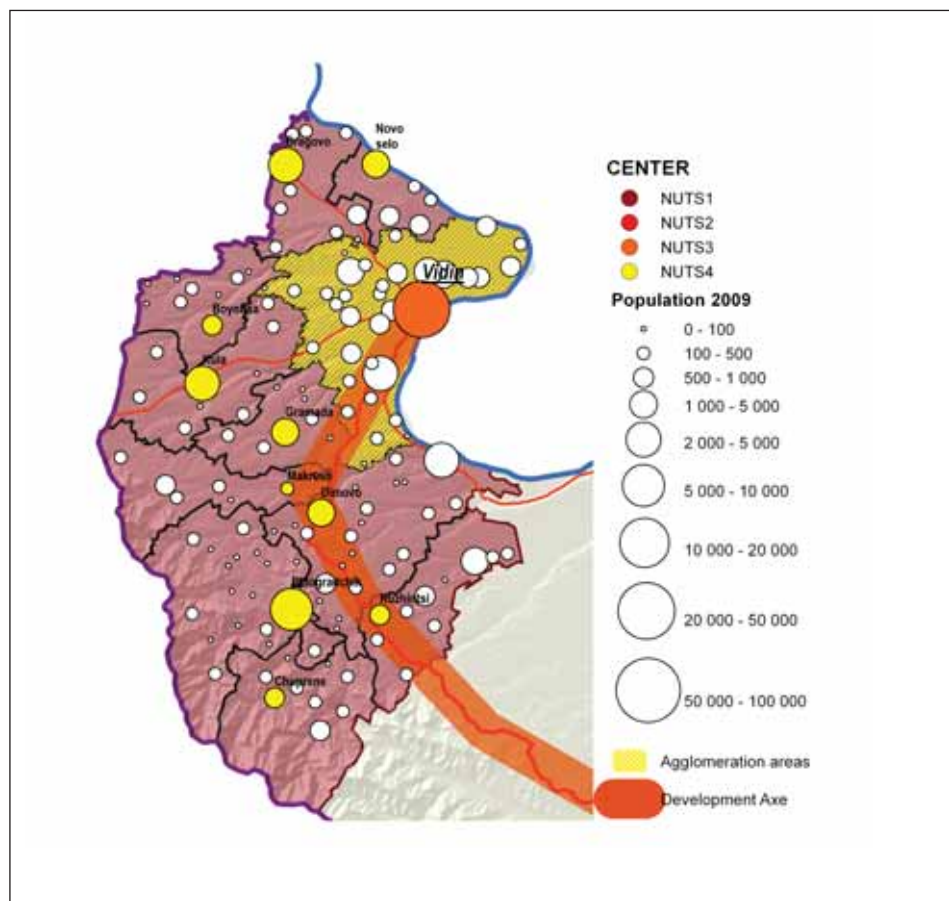 Novo
selo
Bregovo
Vidin
Boynitsa
Kula
Gramada
Makresh
Dimovo
Ruzhintsi
Chuprene
CENTER
NUTS1
NUTS2
NUTS3
NUTS4
Population 2009
0 - 100
100 - 500
500 - 1 000
1 000 - 5 000
2 000 - 5 000
5 000 - 10 000
10 000 - 20 000
20 000 - 50 000
50 000 - 100 000
Agglomeration areas
Development Axe